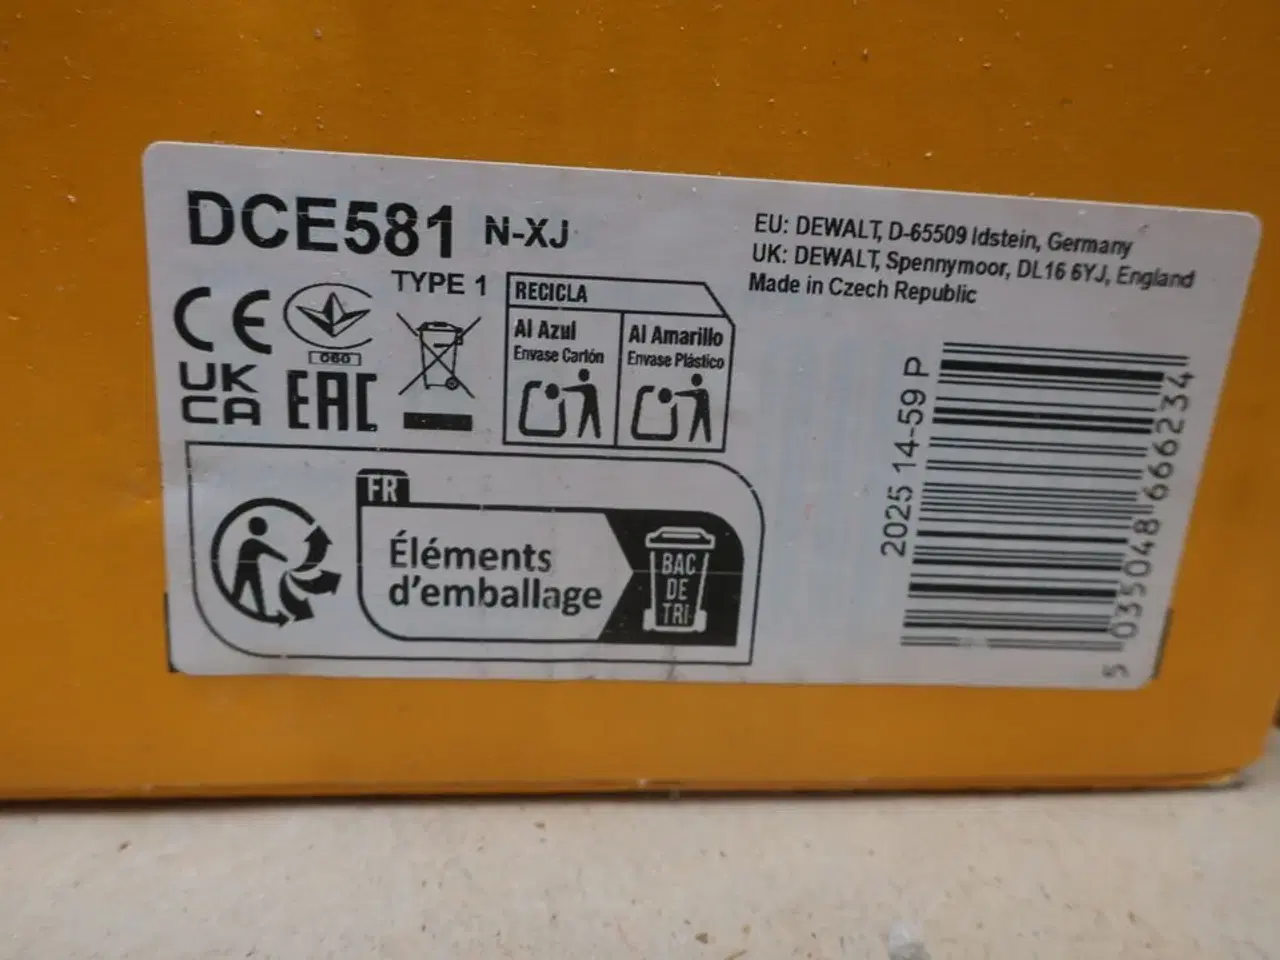 DCE581 N-XJ
TYPE 1
EU: DEWALT, D-65509 Idstein, Germany
UK: DEWALT, Spennymoor, DL16 6YJ, England
Made in Czech Republic
CE
060
UK
CA
EAC
RECICLA
Al Azul
Envase Cartón
Al Amarillo
Envase Plástico
FR
Éléments
d'emballage
BAC
DE
TRI
2025 14-59 P
5 035048 666234